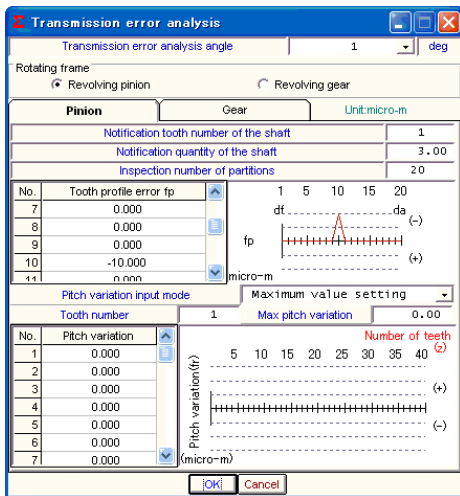 Σ Transmission error analysis
Transmission error analysis angle 1 deg
Rotating frame
Revolving pinion Revolving gear
Pinion Gear Unit:micro-m
Notification tooth number of the shaft 1
Notification quantity of the shaft 3.00
Inspection number of partitions 20
No. Tooth profile error fp
7 0.000
8 0.000
9 0.000
10 -10.000
11 0.000
1 5 10 15 20
df da
(-)
fp
(+)
micro-m
Pitch variation input mode Maximum value setting
Tooth number 1 Max pitch variation 0.00
No. Pitch variation
1 0.000
2 0.000
3 0.000
4 0.000
5 0.000
6 0.000
7 0.000
Number of teeth
(z)
5 10 15 20 25 30 35 40
Pitch variation(fr)
(+)
(-)
(micro-m)
OK Cancel